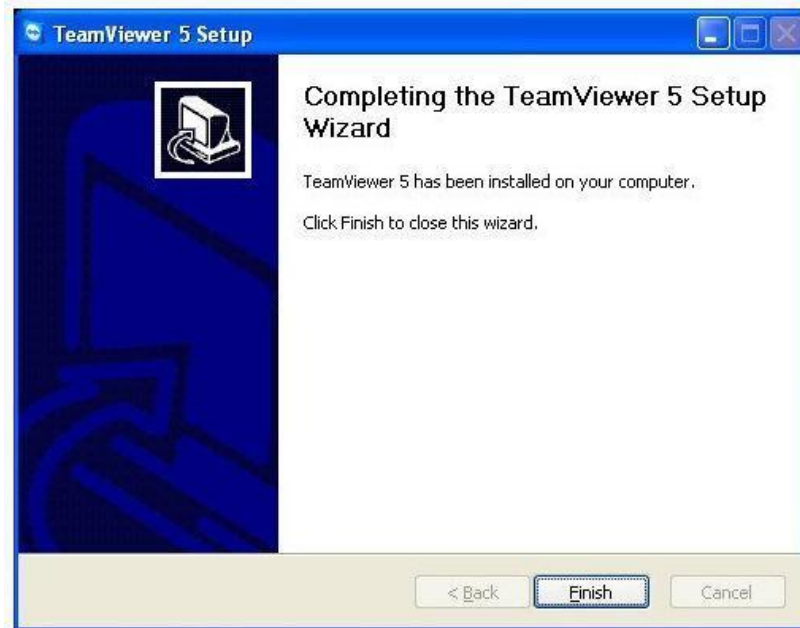 TeamViewer 5 Setup
Completing the TeamViewer 5 Setup
Wizard
TeamViewer 5 has been installed on your computer.
Click Finish to close this wizard.
< Back
Finish
Cancel